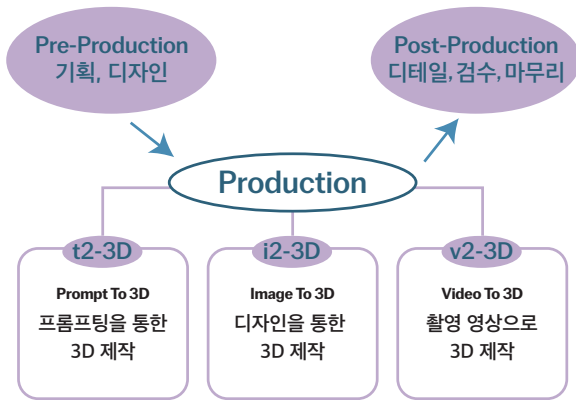 Pre-Production
기획, 디자인
Post-Production
디테일, 검수, 마무리
Production
t2-3D
Prompt To 3D
프롬프팅을 통한
3D 제작
i2-3D
Image To 3D
디자인을 통한
3D 제작
v2-3D
Video To 3D
촬영 영상으로
3D 제작